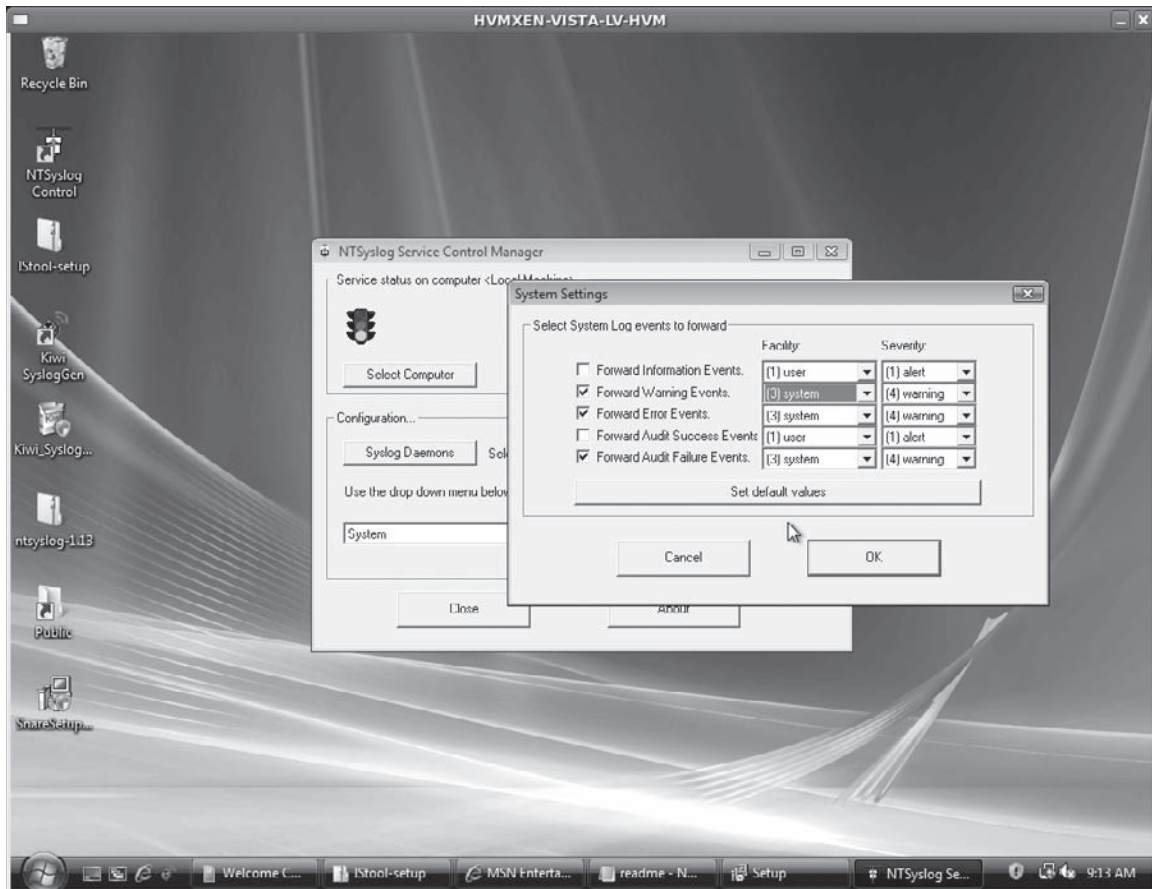 HVMXEN-VISTA-LV-HVM
Recycle Bin
NTSyslog
Control
IStool-setup
Kiwi
SyslogGen
Kiwi_Syslog...
ntsyslog-1.13
Public
SnareSetup...
NTSyslog Service Control Manager
Service status on computer <Local Machine>
Select Computer
Configuration...
Syslog Daemons
Use the drop down menu below
System
Close
About
System Settings
Select System Log events to forward
Facility: Severity:
Forward Information Events. (1) user (1) alert
Forward Warning Events. (3) system (4) warning
Forward Error Events. (3) system (4) warning
Forward Audit Success Events (1) user (1) alert
Forward Audit Failure Events. (3) system (4) warning
Set default values
Cancel OK
Welcome C... IStool-setup MSN Enterta... readme - N... Setup NTSyslog Se... 9:13 AM